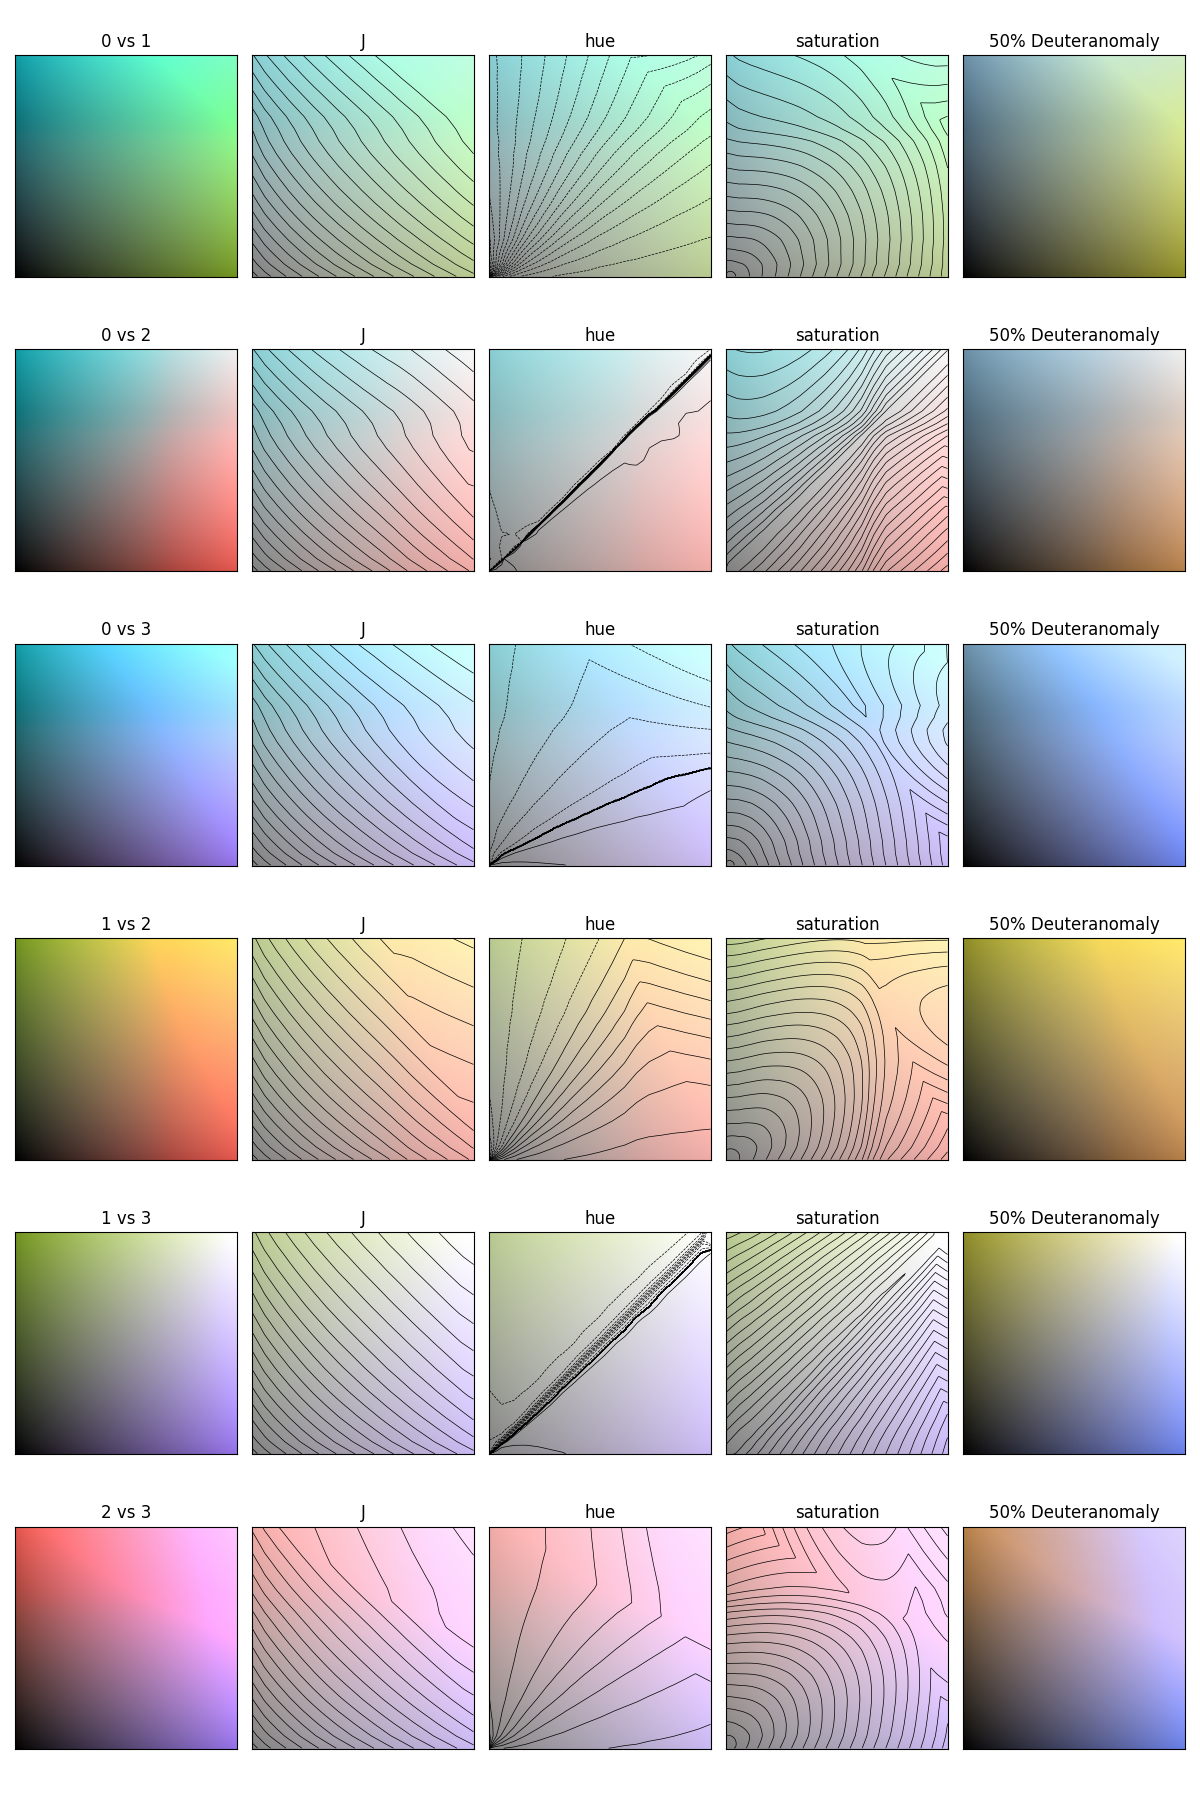 0 vs 1 J hue saturation 50% Deuteranomaly
0 vs 2 J hue saturation 50% Deuteranomaly
0 vs 3 J hue saturation 50% Deuteranomaly
1 vs 2 J hue saturation 50% Deuteranomaly
1 vs 3 J hue saturation 50% Deuteranomaly
2 vs 3 J hue saturation 50% Deuteranomaly